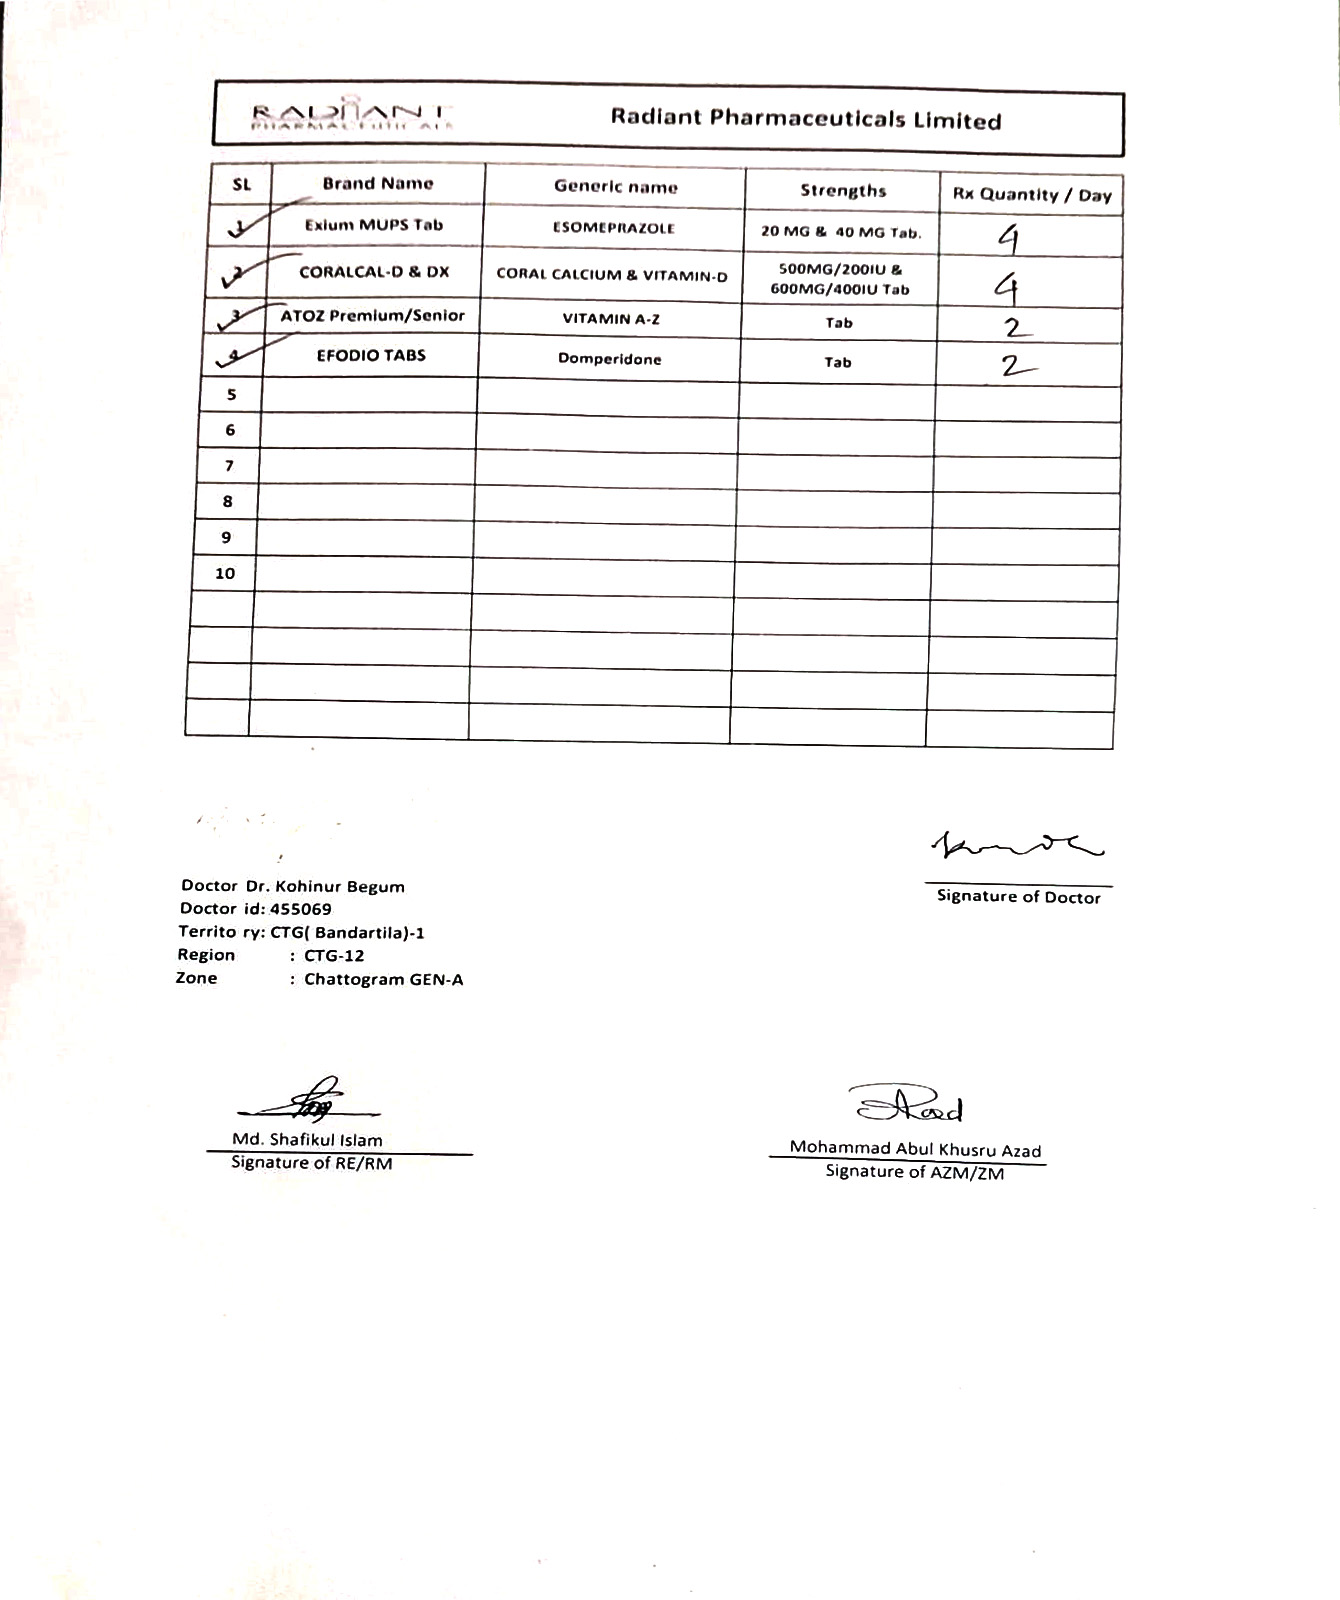 RADIANT
PHARMACEUTICALS
Radiant Pharmaceuticals Limited
SL Brand Name Generic name Strengths Rx Quantity / Day
1 Exium MUPS Tab ESOMEPRAZOLE 20 MG & 40 MG Tab. 4
2 CORALCAL-D & DX CORAL CALCIUM & VITAMIN-D 500MG/200IU &
600MG/400IU Tab 4
3 ATOZ Premium/Senior VITAMIN A-Z Tab 2
4 EFODIO TABS Domperidone Tab 2
5
6
7
8
9
10
Signature of Doctor
Doctor Dr. Kohinur Begum
Doctor id: 455069
Territo ry: CTG( Bandartila)-1
Region : CTG-12
Zone : Chattogram GEN-A
Azad
Md. Shafikul Islam
Signature of RE/RM
Mohammad Abul Khusru Azad
Signature of AZM/ZM